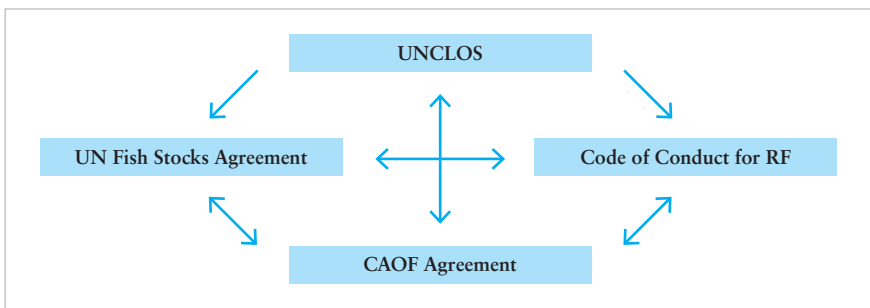 UNCLOS
UN Fish Stocks Agreement
Code of Conduct for RF
CAOF Agreement